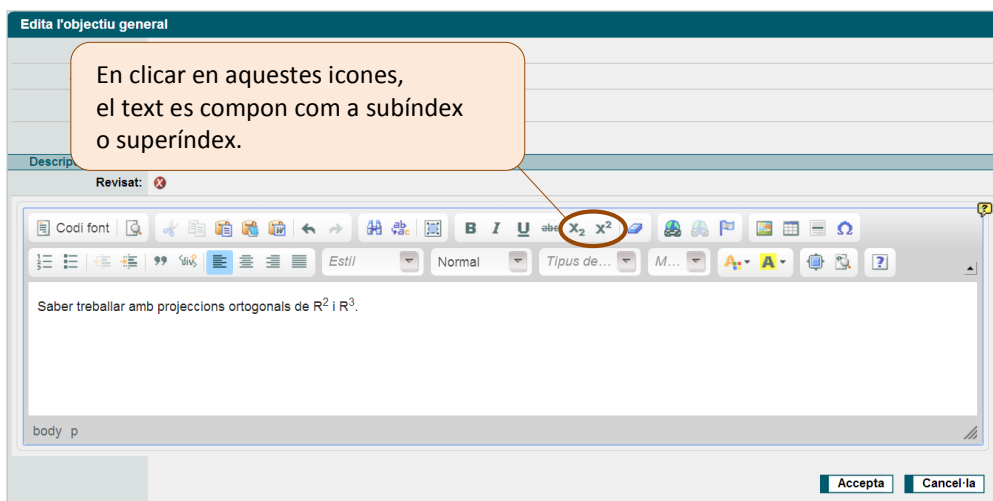 Edita l'objectiu general
En clicar en aquestes icones,
el text es compon com a subíndex
o superíndex.
Descrip
Revisat:
Codi font B I U abc X₂ X² Ω
Estil Normal Tipus de... M... A A ?
Saber treballar amb projeccions ortogonals de R² i R³.
body p
Accepta Cancel·la